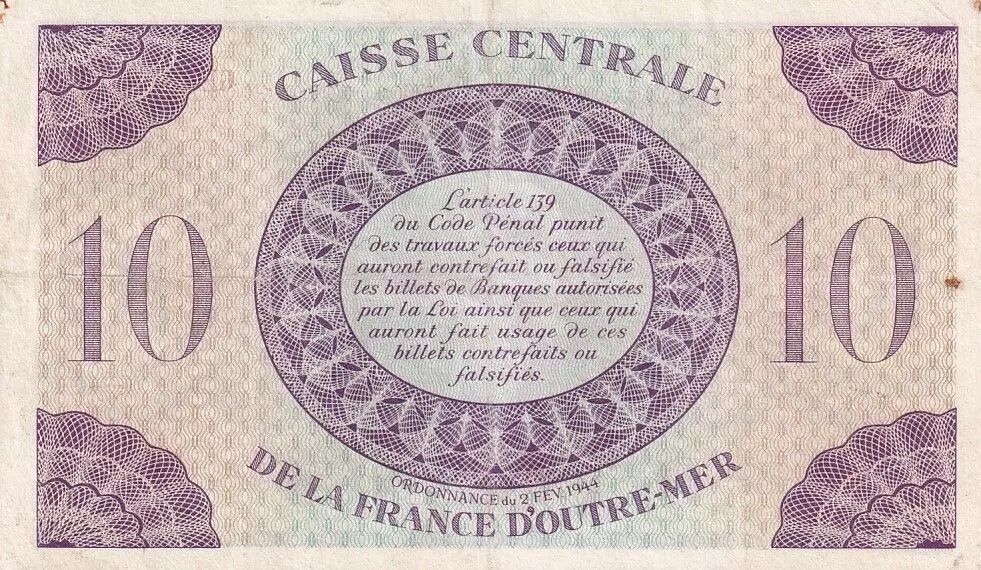 CAISSE CENTRALE
10
L'article 139
du Code Pénal punit
des travaux forcés ceux qui
auront contrefait ou falsifié
les billets de Banques autorisées
par la Loi ainsi que ceux qui
auront fait usage de ces
billets contrefaits ou
falsifiés.
10
ORDONNANCE du 2 FEV. 1944
DE LA FRANCE D'OUTRE-MER